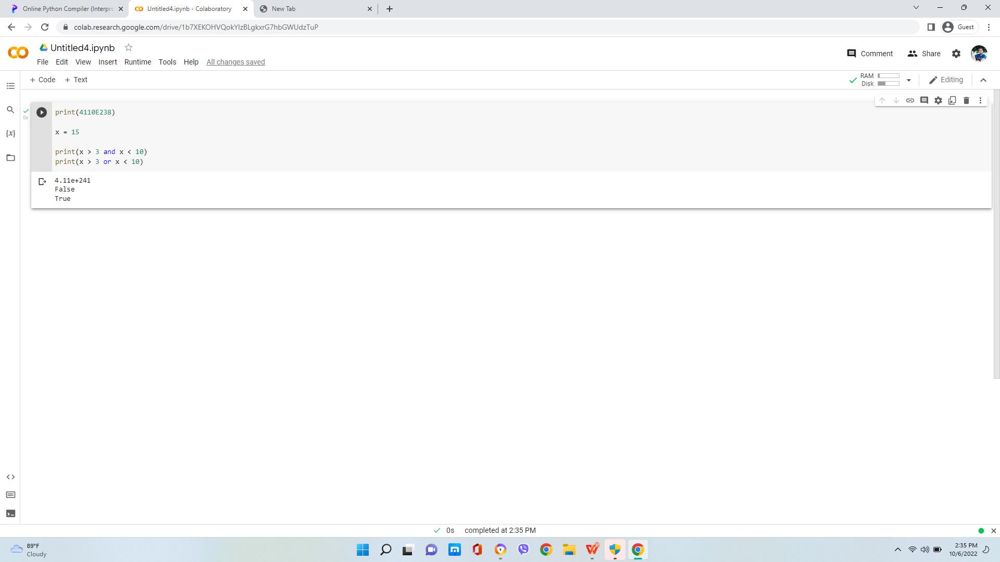 Online Python Compiler (Interpre
Untitled4.ipynb - Colaboratory
New Tab
colab.research.google.com/drive/1b7XEKOHVQokYIzBLgkxrG7hbGWUdzTuP
Guest
Untitled4.ipynb
File Edit View Insert Runtime Tools Help All changes saved
Comment
Share
+ Code + Text
RAM
Disk
Editing
{x}
0s
print(4110E238)
x = 15
print(x > 3 and x < 10)
print(x > 3 or x < 10)
4.11e+241
False
True
0s completed at 2:35 PM
89°F
Cloudy
2:35 PM
10/6/2022